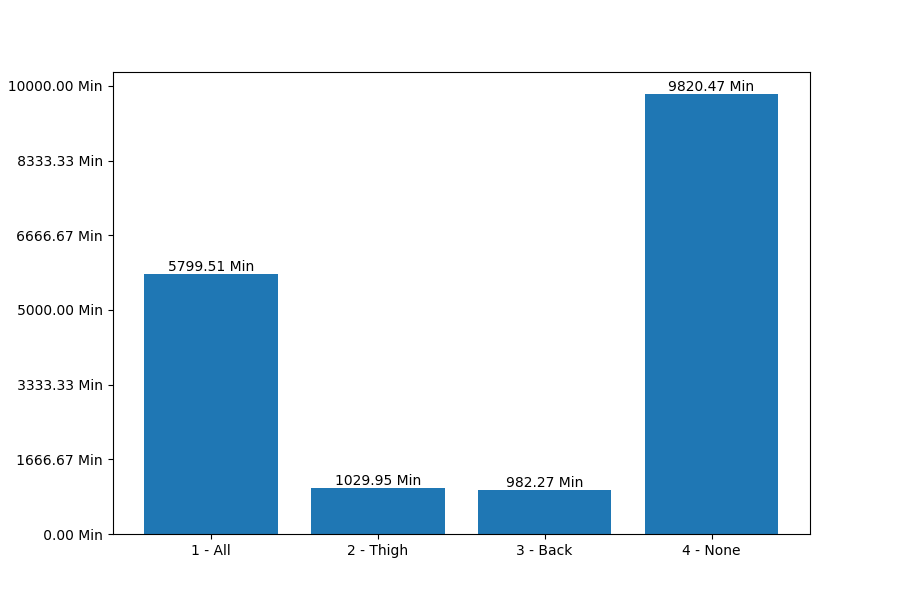 10000.00 Min
8333.33 Min
6666.67 Min
5000.00 Min
3333.33 Min
1666.67 Min
0.00 Min
5799.51 Min
1029.95 Min
982.27 Min
9820.47 Min
1 - All
2 - Thigh
3 - Back
4 - None